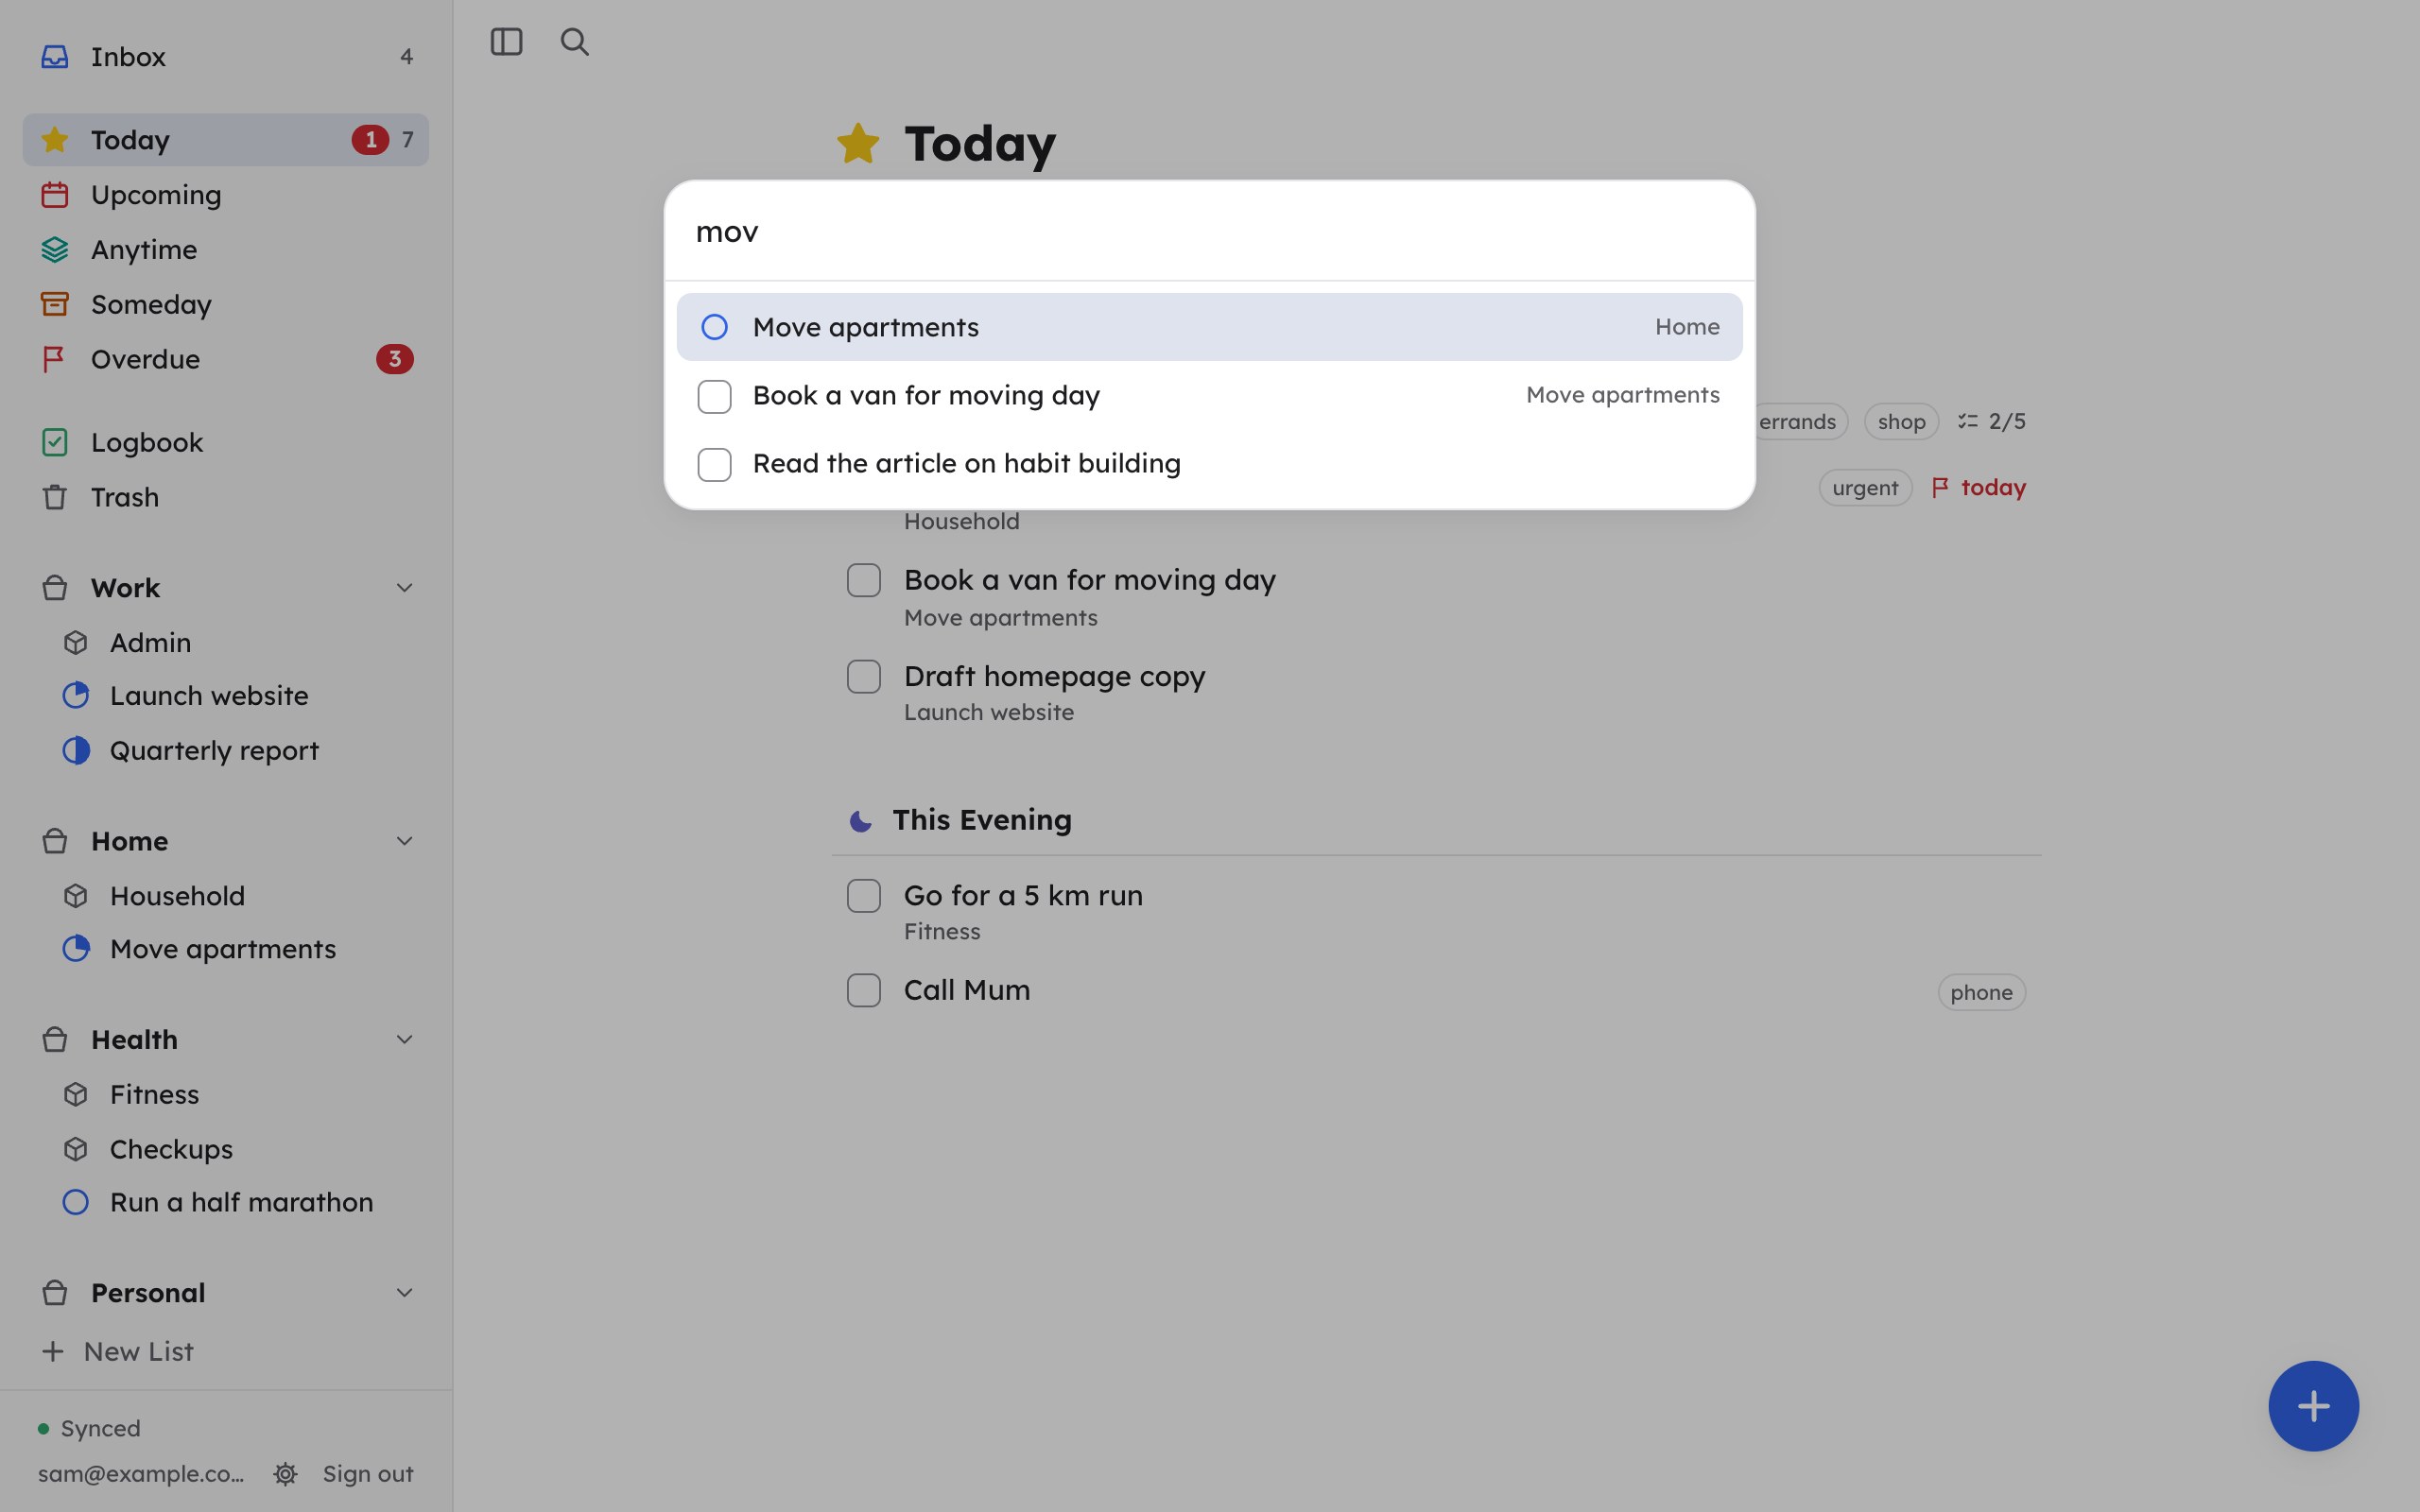 Inbox 4
Today 1 7
Upcoming
Anytime
Someday
Overdue 3
Logbook
Trash
Work
Admin
Launch website
Quarterly report
Home
Household
Move apartments
Health
Fitness
Checkups
Run a half marathon
Personal
New List
Synced
sam@example.co… Sign out
Today
mov
Move apartments Home
Book a van for moving day Move apartments
Read the article on habit building
errands shop 2/5
urgent today
Household
Book a van for moving day
Move apartments
Draft homepage copy
Launch website
This Evening
Go for a 5 km run
Fitness
Call Mum phone